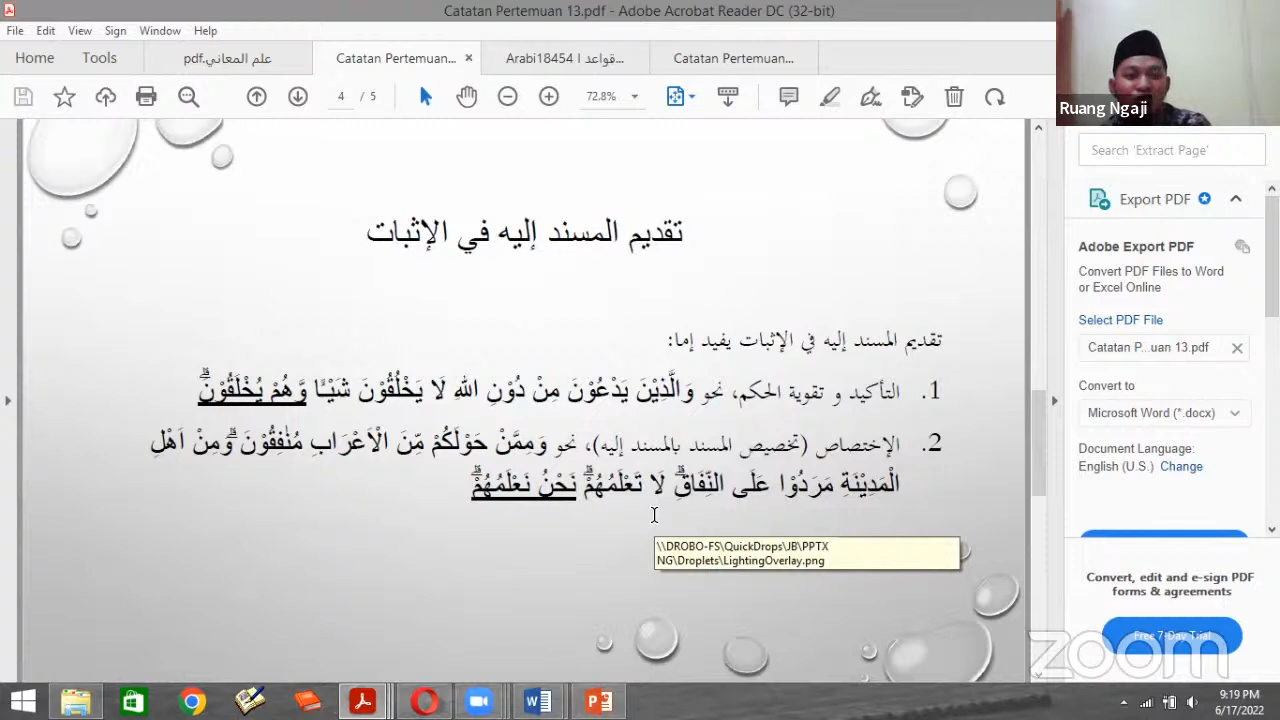 Catatan Pertemuan 13.pdf - Adobe Acrobat Reader DC (32-bit)
File Edit View Sign Window Help
Home Tools علم المعاني.pdf Catatan Pertemuan... × Arabi18454 قواعد ا... Catatan Pertemuan...
4 / 5 72.8%
Ruang Ngaji
Search 'Extract Page'
Export PDF
Adobe Export PDF
Convert PDF Files to Word
or Excel Online
Select PDF File
Catatan P...uan 13.pdf
Convert to
Microsoft Word (*.docx)
Document Language:
English (U.S.) Change
Convert, edit and e-sign PDF
forms & agreements
Free 7-Day Trial
تقديم المسند إليه في الإثبات
تقديم المسند إليه في الإثبات يفيد إما:
1. التأكيد و تقوية الحكم، نحو وَالَّذِيْنَ يَدْعُوْنَ مِنْ دُوْنِ اللّٰهِ لَا يَخْلُقُوْنَ شَيْـًٔا وَّهُمْ يُخْلَقُوْنَۗ
2. الإختصاص (تخصيص المسند بالمسند إليه)، نحو وَمِمَّنْ حَوْلَكُمْ مِّنَ الْاَعْرَابِ مُنٰفِقُوْنَ ۗوَمِنْ اَهْلِ
الْمَدِيْنَةِ مَرَدُوْا عَلَى النِّفَاقِۗ لَا تَعْلَمُهُمْۗ نَحْنُ نَعْلَمُهُمْۗ
\\DROBO-FS\QuickDrops\JB\PPTX
NG\Droplets\LightingOverlay.png
zoom
9:19 PM
6/17/2022